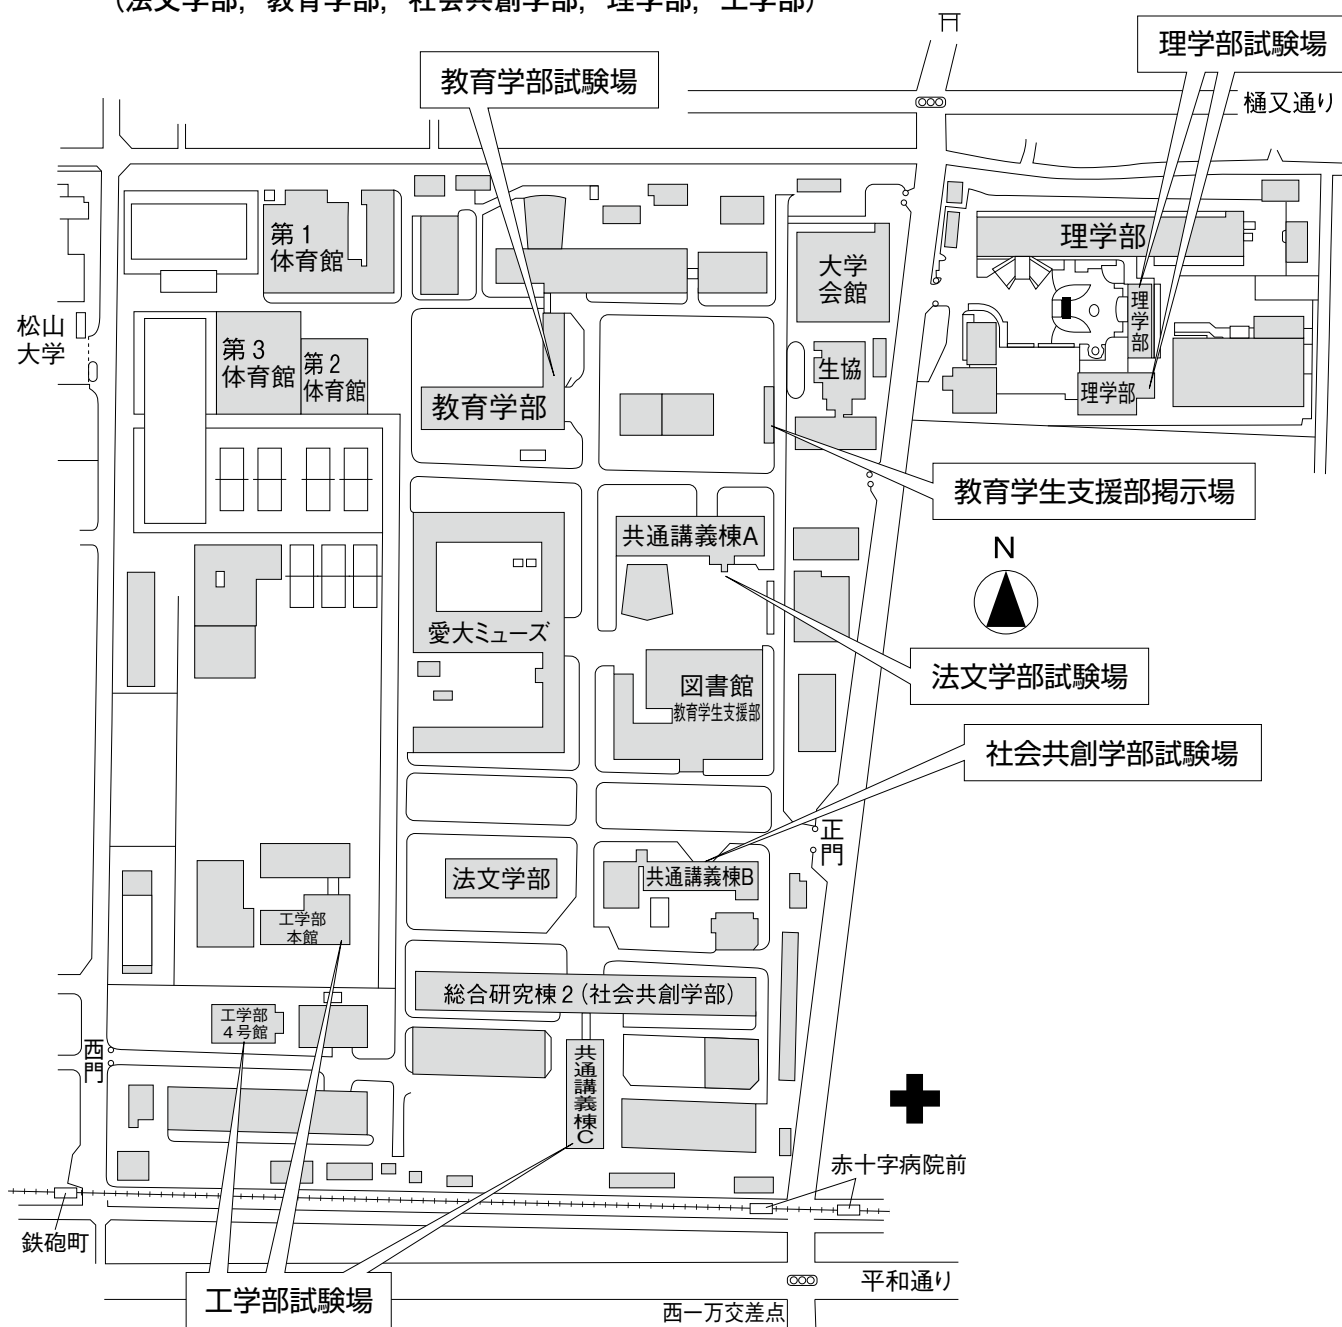 （法文学部，教育学部，社会共創学部，理学部，工学部）
教育学部試験場
理学部試験場
樋又通り
第１
体育館
理学部
大学
会館
理学部
松山
大学
第３
体育館
第２
体育館
生協
教育学部
理学部
教育学生支援部掲示場
共通講義棟A
N
愛大ミューズ
法文学部試験場
図書館
教育学生支援部
社会共創学部試験場
正門
法文学部
共通講義棟B
工学部
本館
総合研究棟２（社会共創学部）
工学部
４号館
西門
共通講義棟C
赤十字病院前
鉄砲町
工学部試験場
平和通り
西一万交差点